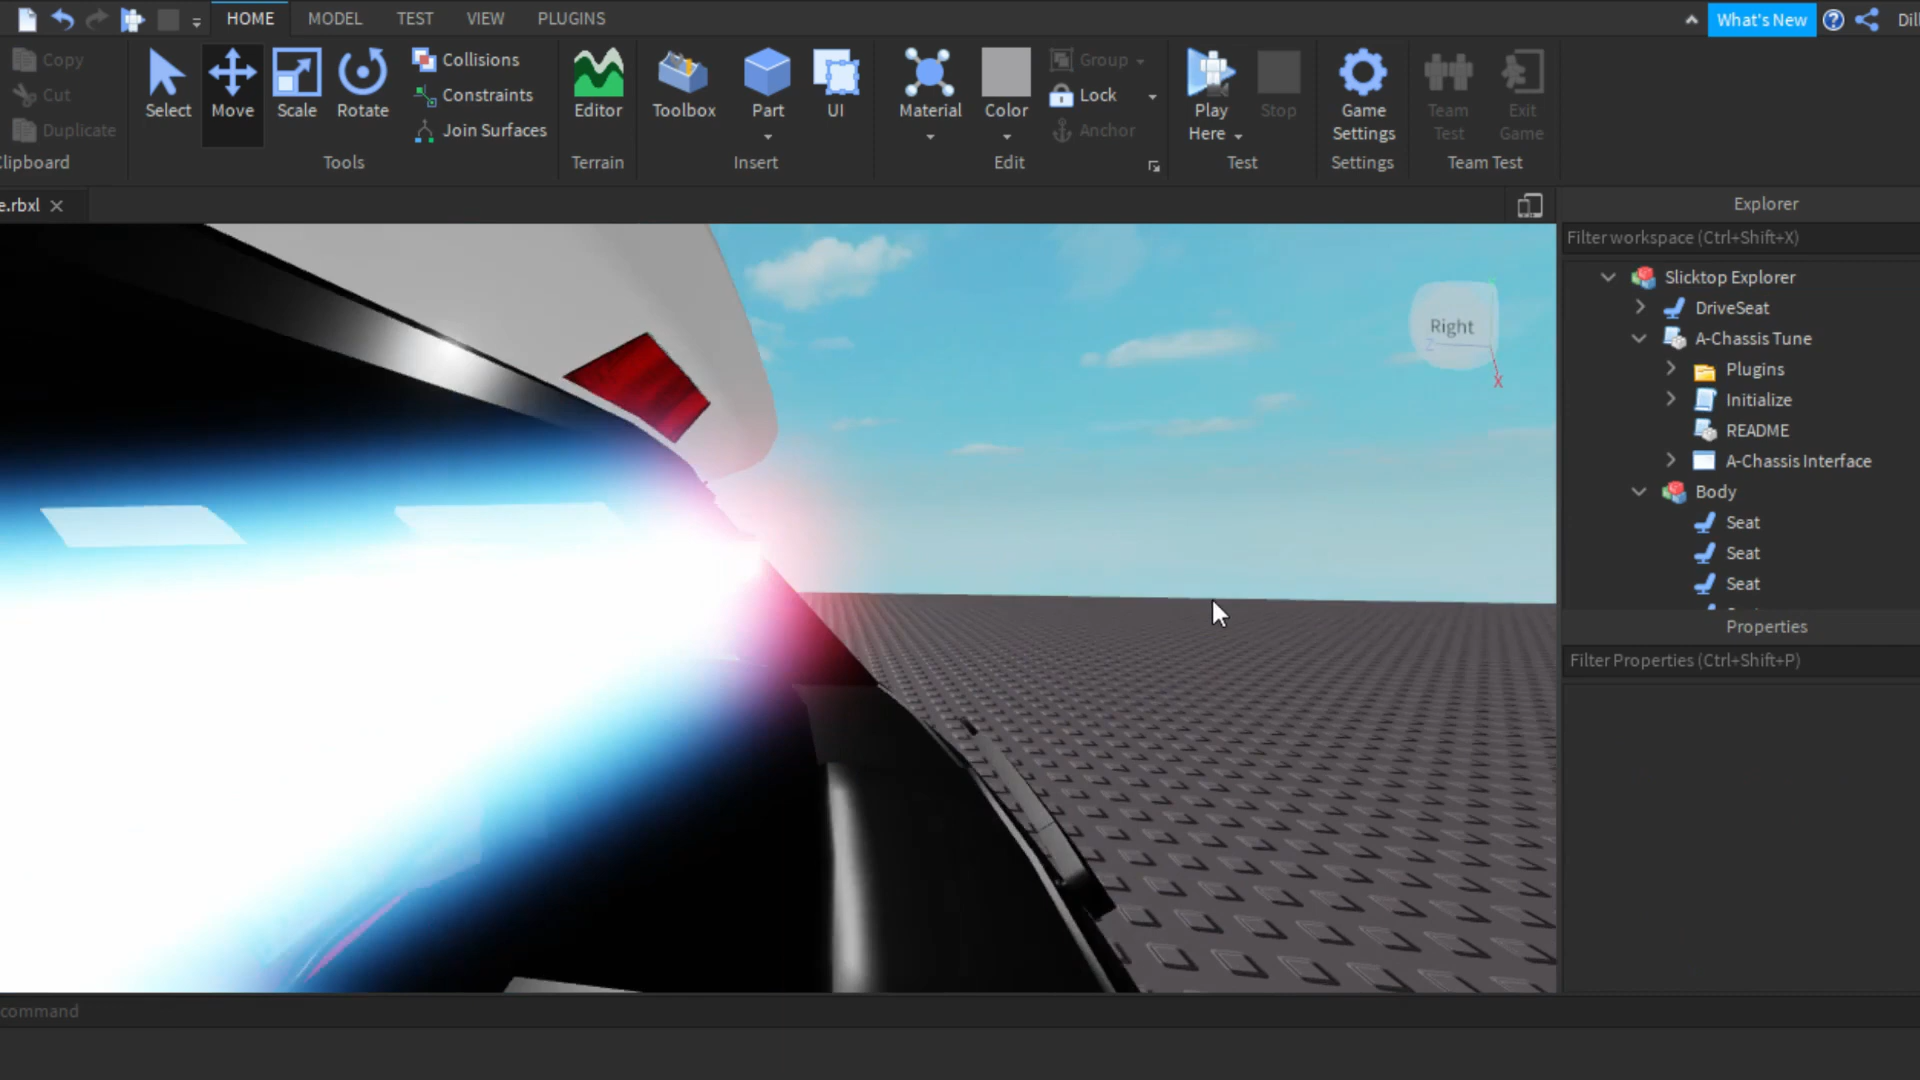 HOME MODEL TEST VIEW PLUGINS
What's New
Copy
Cut
Duplicate
Select Move Scale Rotate
Collisions
Constraints
Join Surfaces
Editor
Toolbox Part UI
Material Color
Group
Lock
Anchor
Play
Here
Stop
Game
Settings
Team
Test
Exit
Game
Tools
Terrain
Insert
Edit
Test
Settings
Team Test
e.rbxl
Right
Z
X
Explorer
Filter workspace (Ctrl+Shift+X)
Slicktop Explorer
DriveSeat
A-Chassis Tune
Plugins
Initialize
README
A-Chassis Interface
Body
Seat
Seat
Seat
Properties
Filter Properties (Ctrl+Shift+P)
command